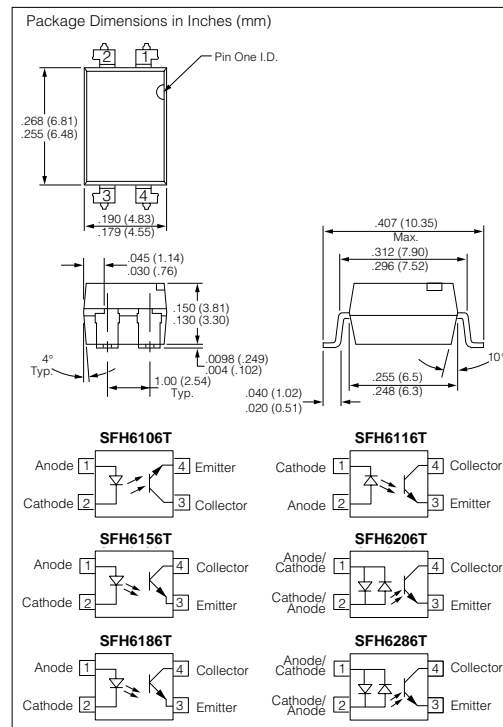 Package Dimensions in Inches (mm)
2 1
Pin One I.D.
.268 (6.81)
.255 (6.48)
3 4
.190 (4.83)
.179 (4.55)
.045 (1.14)
.030 (.76)
.150 (3.81)
.130 (3.30)
4°
Typ.
.0098 (.249)
.004 (.102)
1.00 (2.54)
Typ.
.407 (10.35)
Max.
.312 (7.90)
.296 (7.52)
10°
.255 (6.5)
.248 (6.3)
.040 (1.02)
.020 (0.51)
SFH6106T
Anode 1 4 Emitter
Cathode 2 3 Collector
SFH6116T
Cathode 1 4 Collector
Anode 2 3 Emitter
SFH6156T
Anode 1 4 Collector
Cathode 2 3 Emitter
SFH6206T
Anode/
Cathode 1 4 Collector
Cathode/
Anode 2 3 Emitter
SFH6186T
Anode 1 4 Collector
Cathode 2 3 Emitter
SFH6286T
Anode/
Cathode 1 4 Collector
Cathode/
Anode 2 3 Emitter